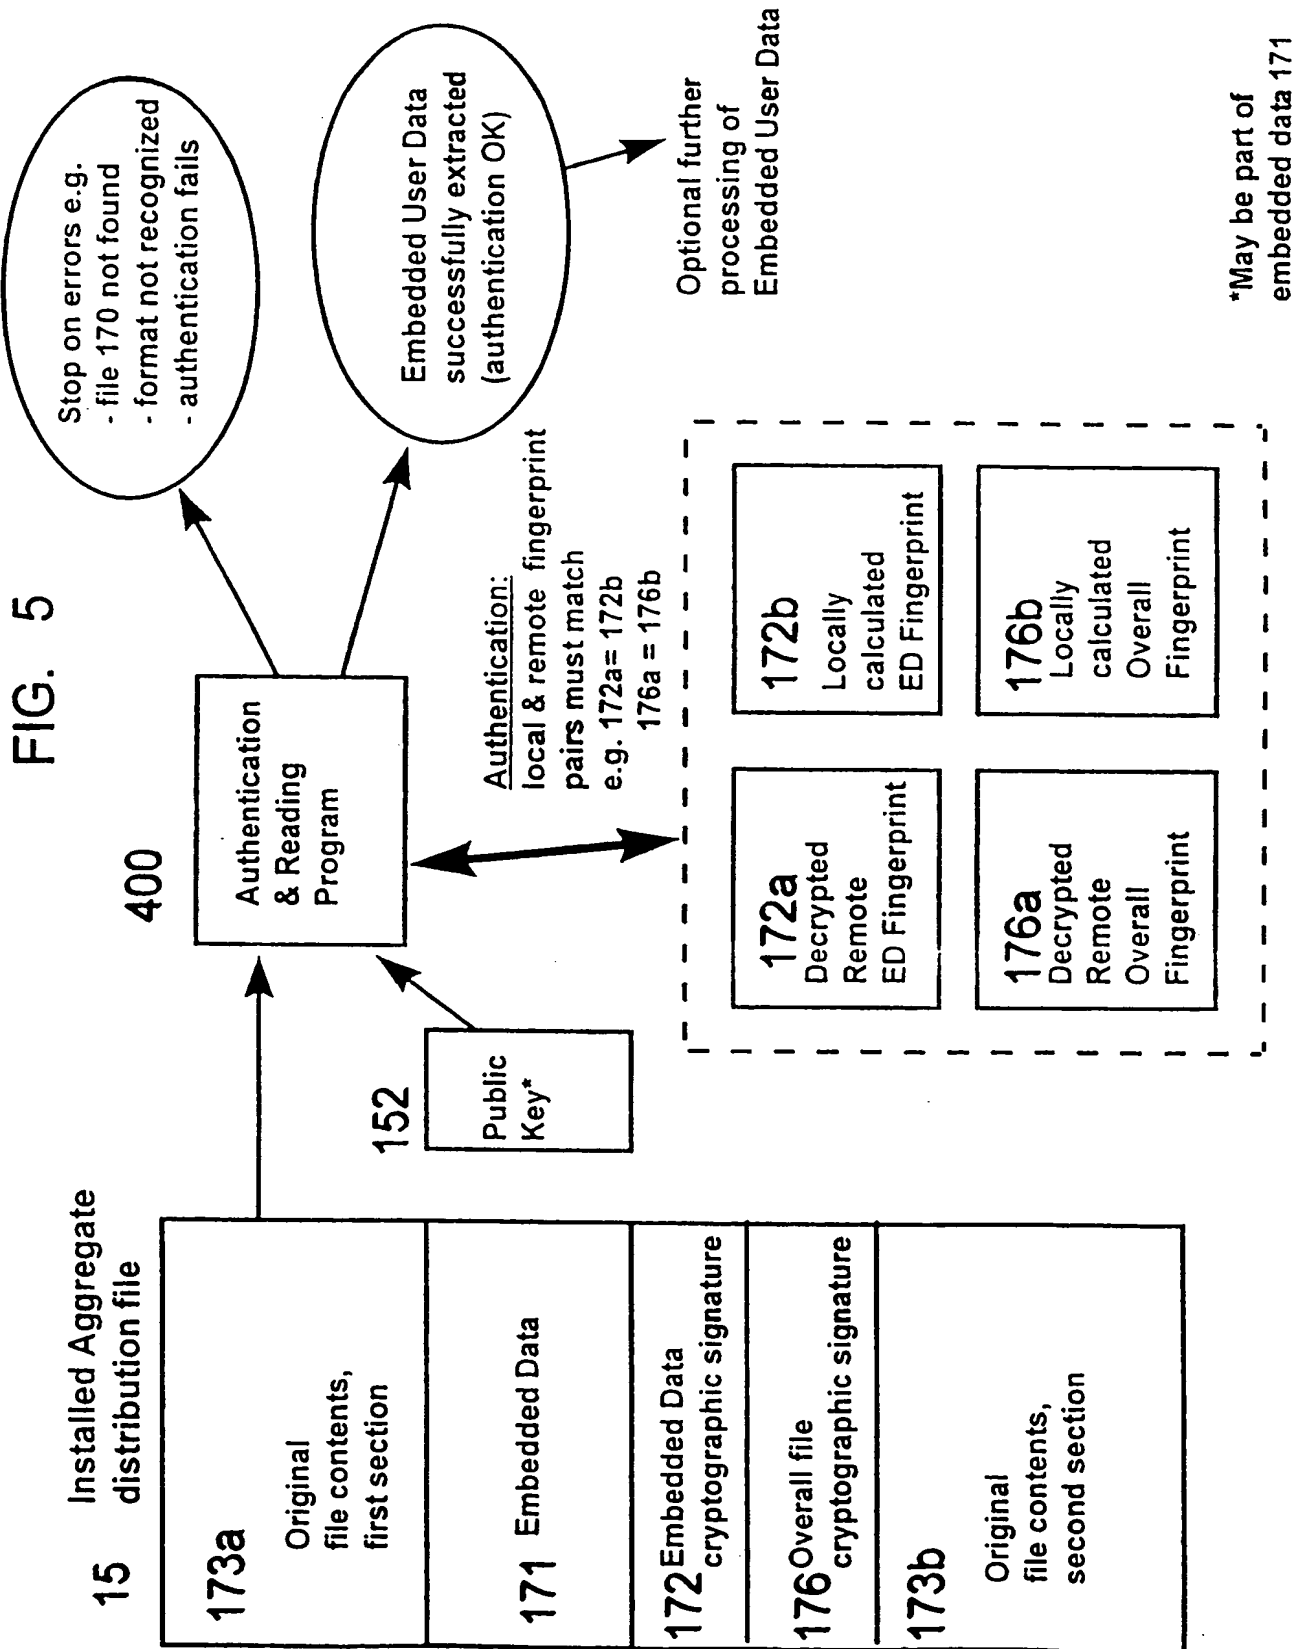 FIG. 5
15 Installed Aggregate
distribution file
173a
Original
file contents,
first section
171 Embedded Data
172 Embedded Data
cryptographic signature
176 Overall file
cryptographic signature
173b
Original
file contents,
second section
152
Public
Key*
400
Authentication
& Reading
Program
Stop on errors e.g.
- file 170 not found
- format not recognized
- authentication fails
Embedded User Data
successfully extracted
(authentication OK)
Optional further
processing of
Embedded User Data
Authentication:
local & remote fingerprint
pairs must match
e.g. 172a= 172b
176a = 176b
172a
Decrypted
Remote
ED Fingerprint
172b
Locally
calculated
ED Fingerprint
176a
Decrypted
Remote
Overall
Fingerprint
176b
Locally
calculated
Overall
Fingerprint
*May be part of
embedded data 171